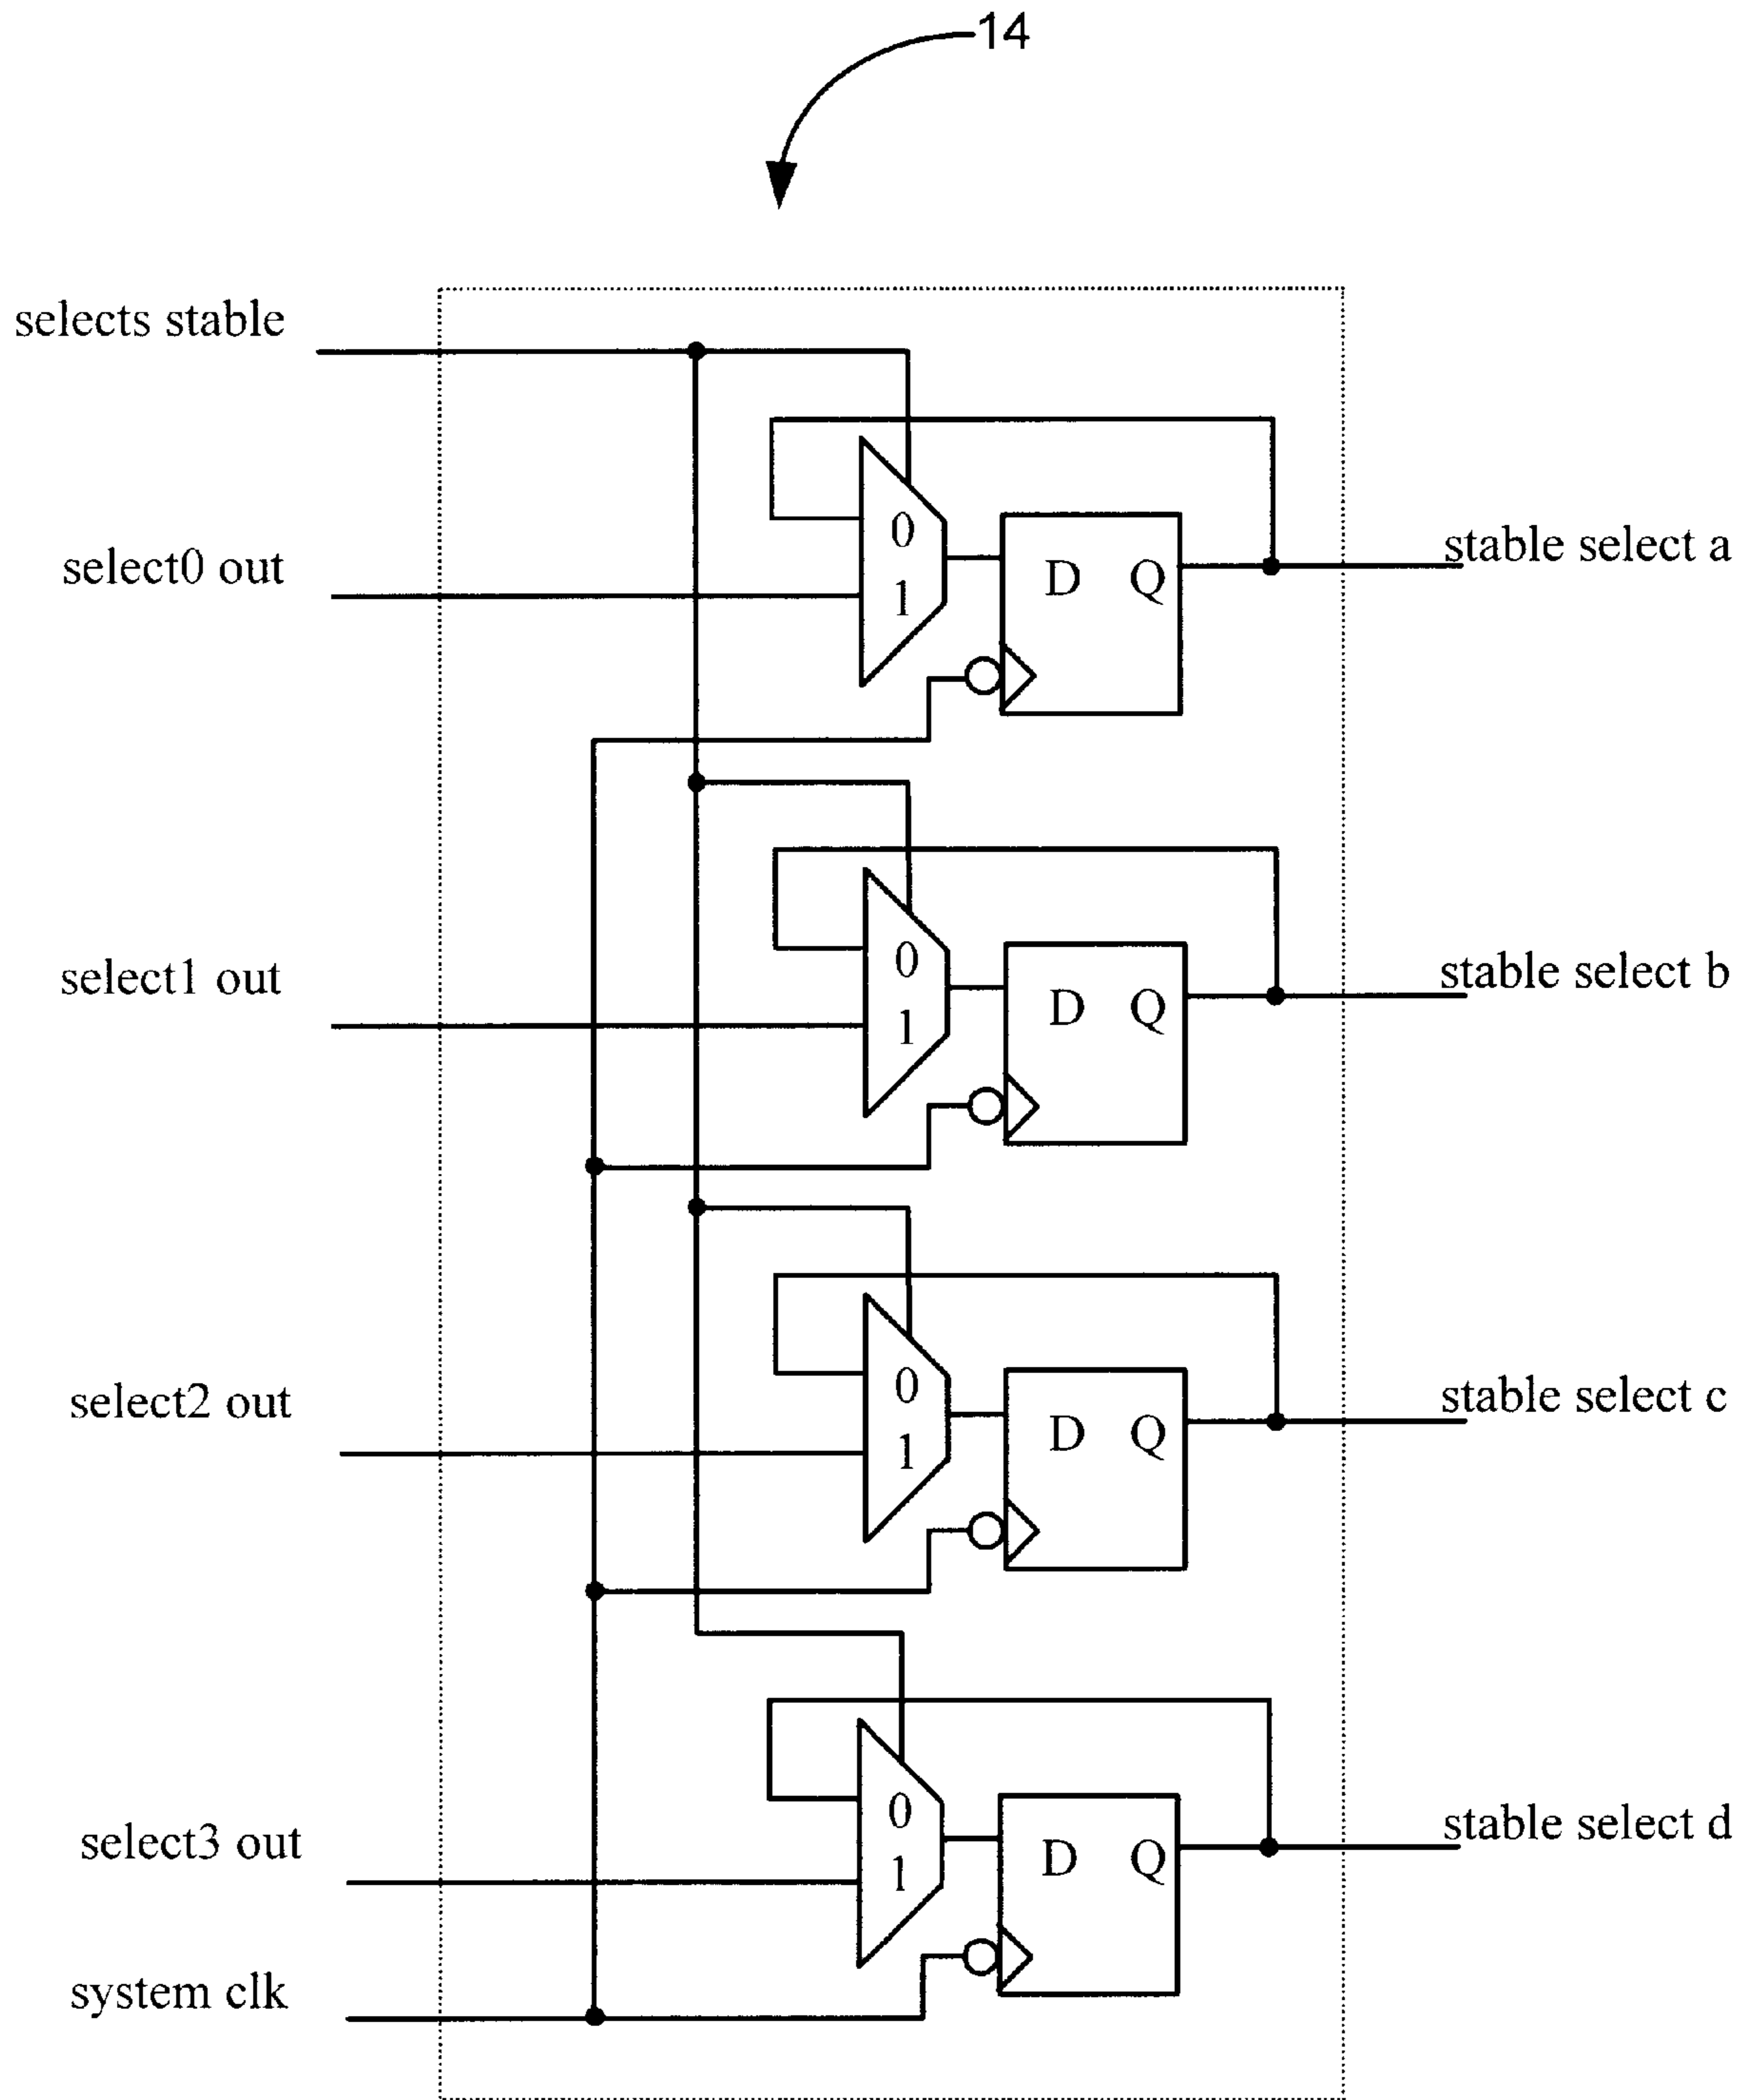 14
selects stable
0
select0 out
1
D Q
stable select a
0
select1 out
1
D Q
stable select b
0
select2 out
1
D Q
stable select c
0
select3 out
1
D Q
stable select d
system clk